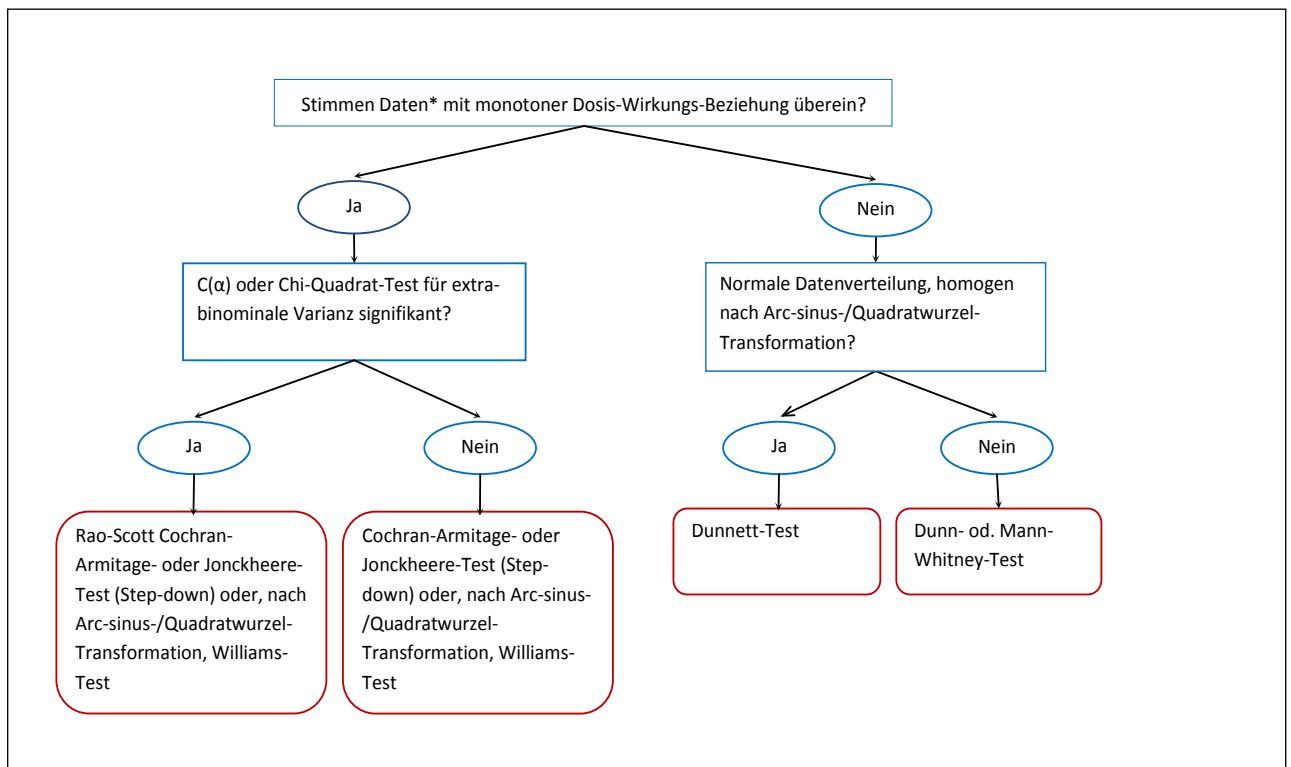 Stimmen Daten* mit monotoner Dosis-Wirkungs-Beziehung überein?
Ja
Nein
C(α) oder Chi-Quadrat-Test für extra-
binominale Varianz signifikant?
Normale Datenverteilung, homogen
nach Arc-sinus-/Quadratwurzel-
Transformation?
Ja
Nein
Ja
Nein
Rao-Scott Cochran-
Armitage- oder Jonckheere-
Test (Step-down) oder, nach
Arc-sinus-/Quadratwurzel-
Transformation, Williams-
Test
Cochran-Armitage- oder
Jonckheere-Test (Step-
down) oder, nach Arc-sinus-
/Quadratwurzel-
Transformation, Williams-
Test
Dunnett-Test
Dunn- od. Mann-
Whitney-Test